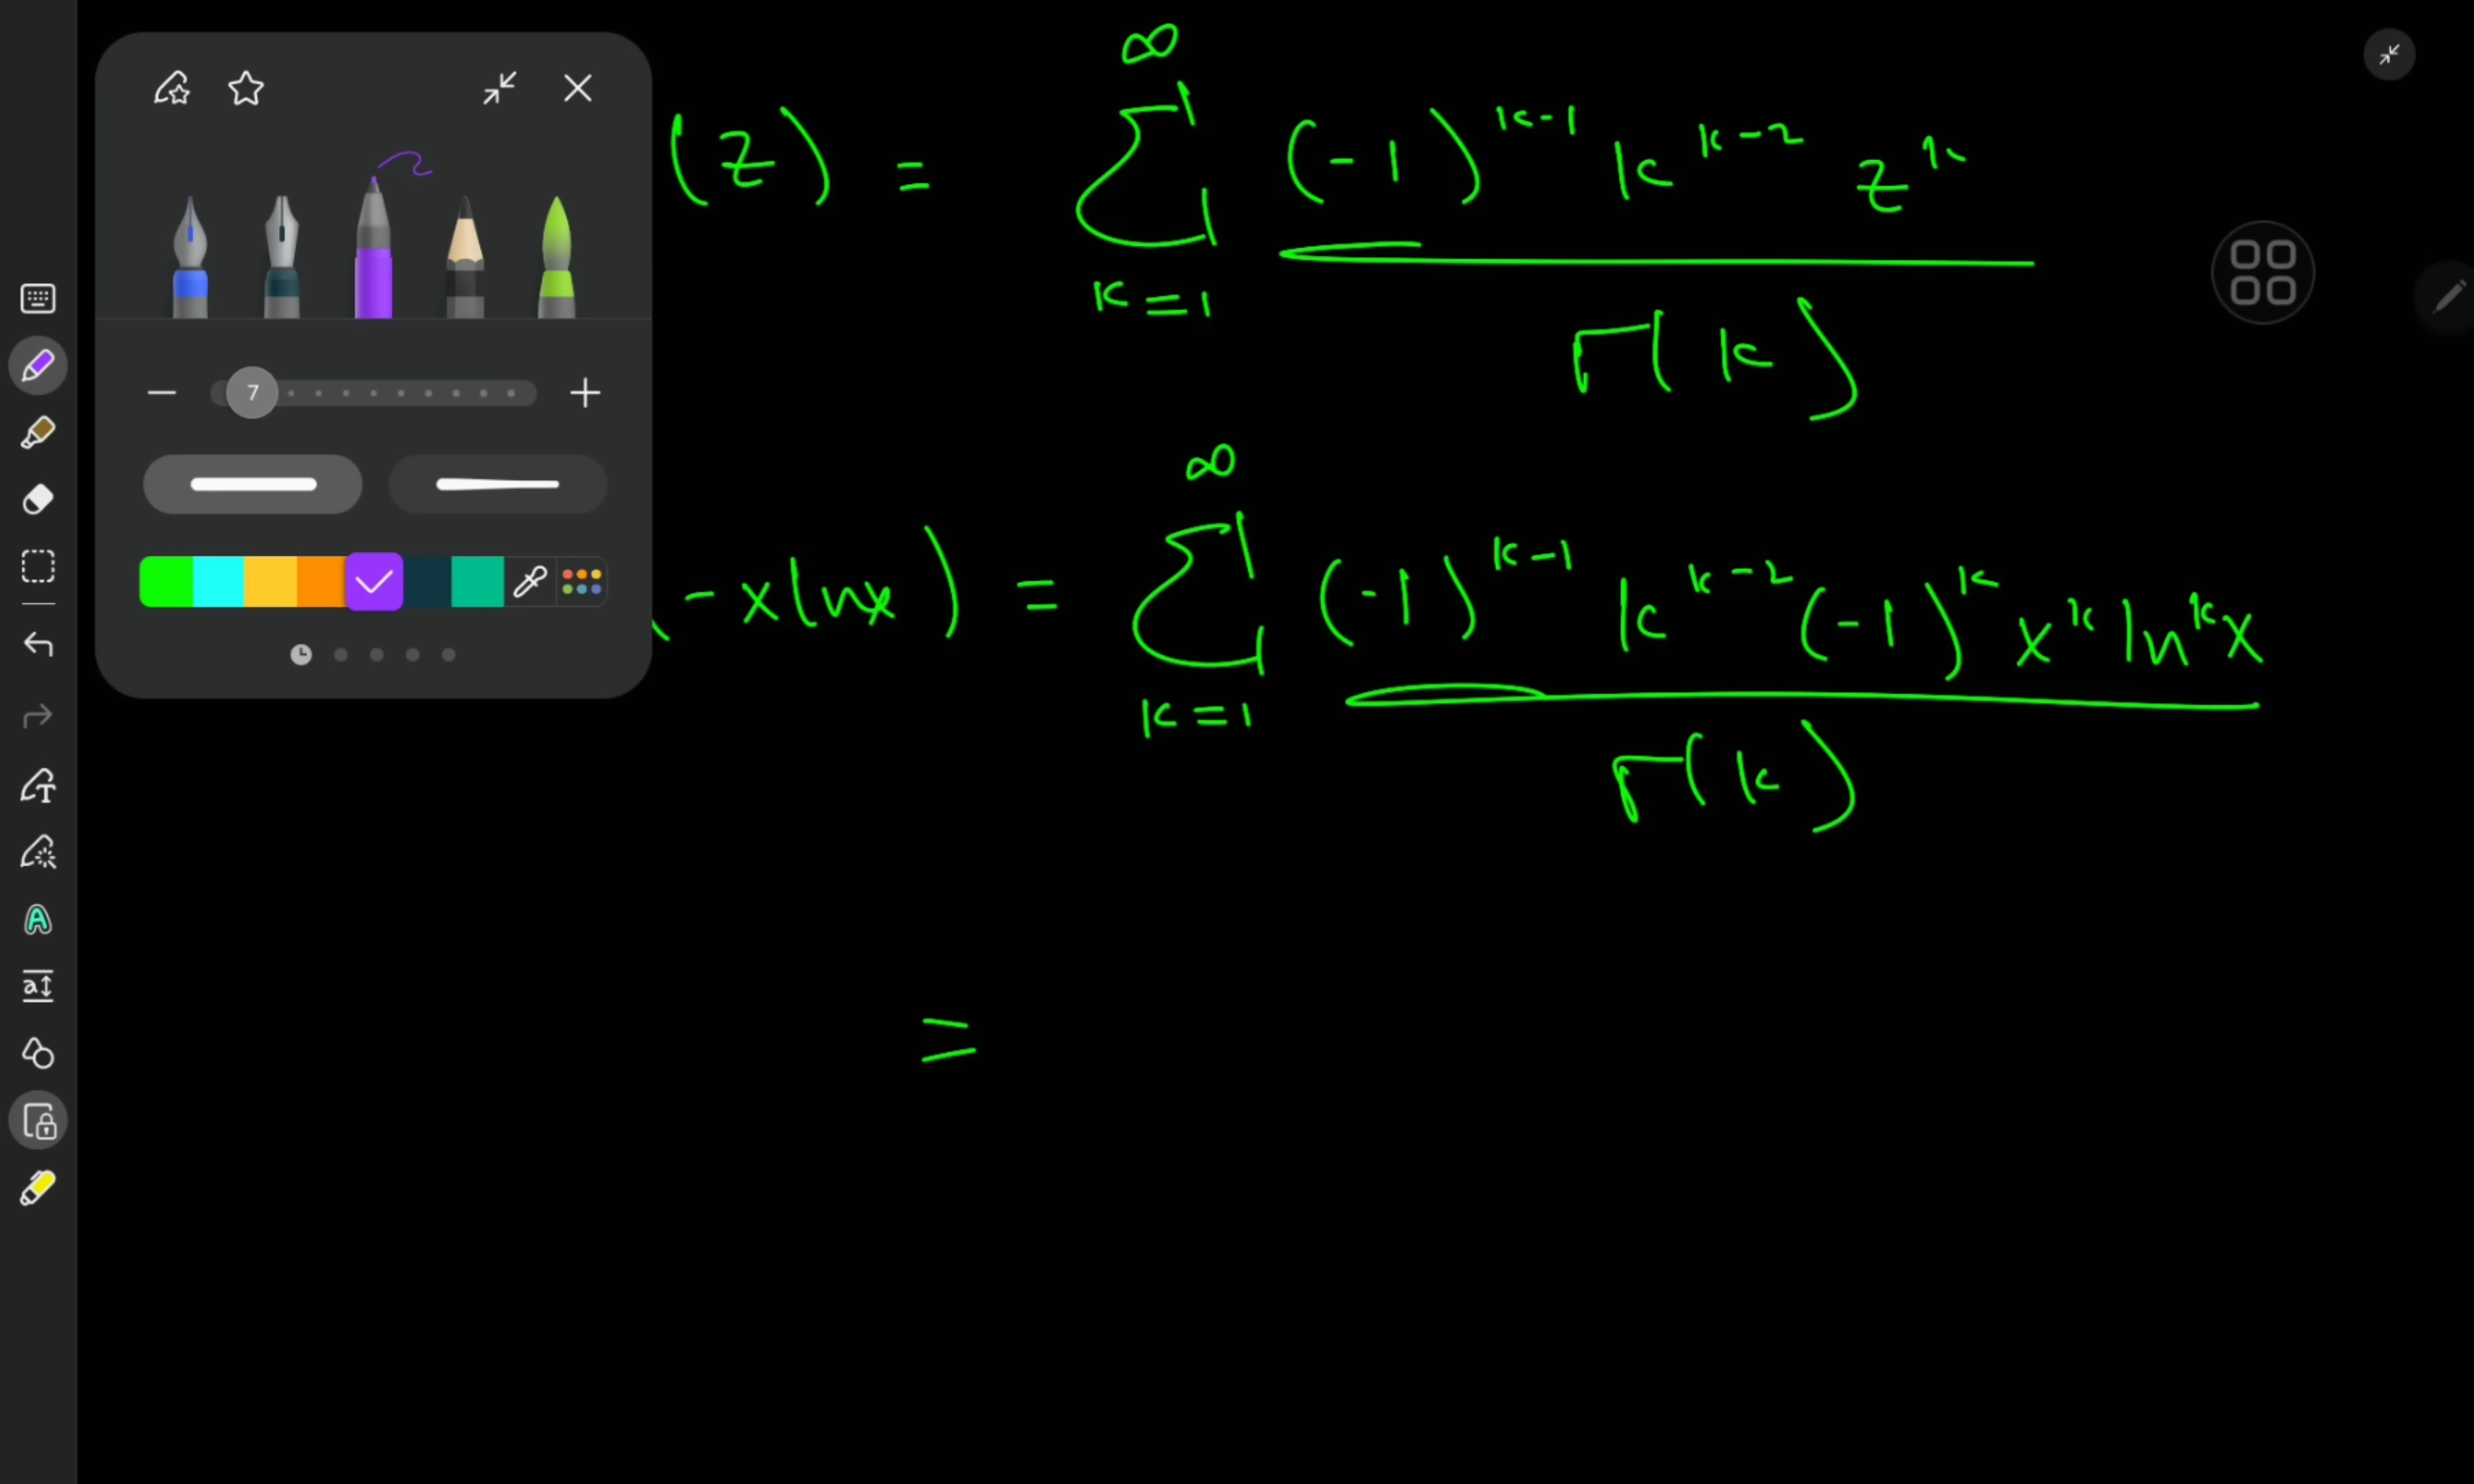 (z) = ∞ Σ k=1 (-1)^{k-1} k^{k-2} z^k / Γ(k)
7
(-x ln x) = ∞ Σ k=1 (-1)^{k-1} k^{k-2} (-1)^k x^k ln^k x / Γ(k)
=